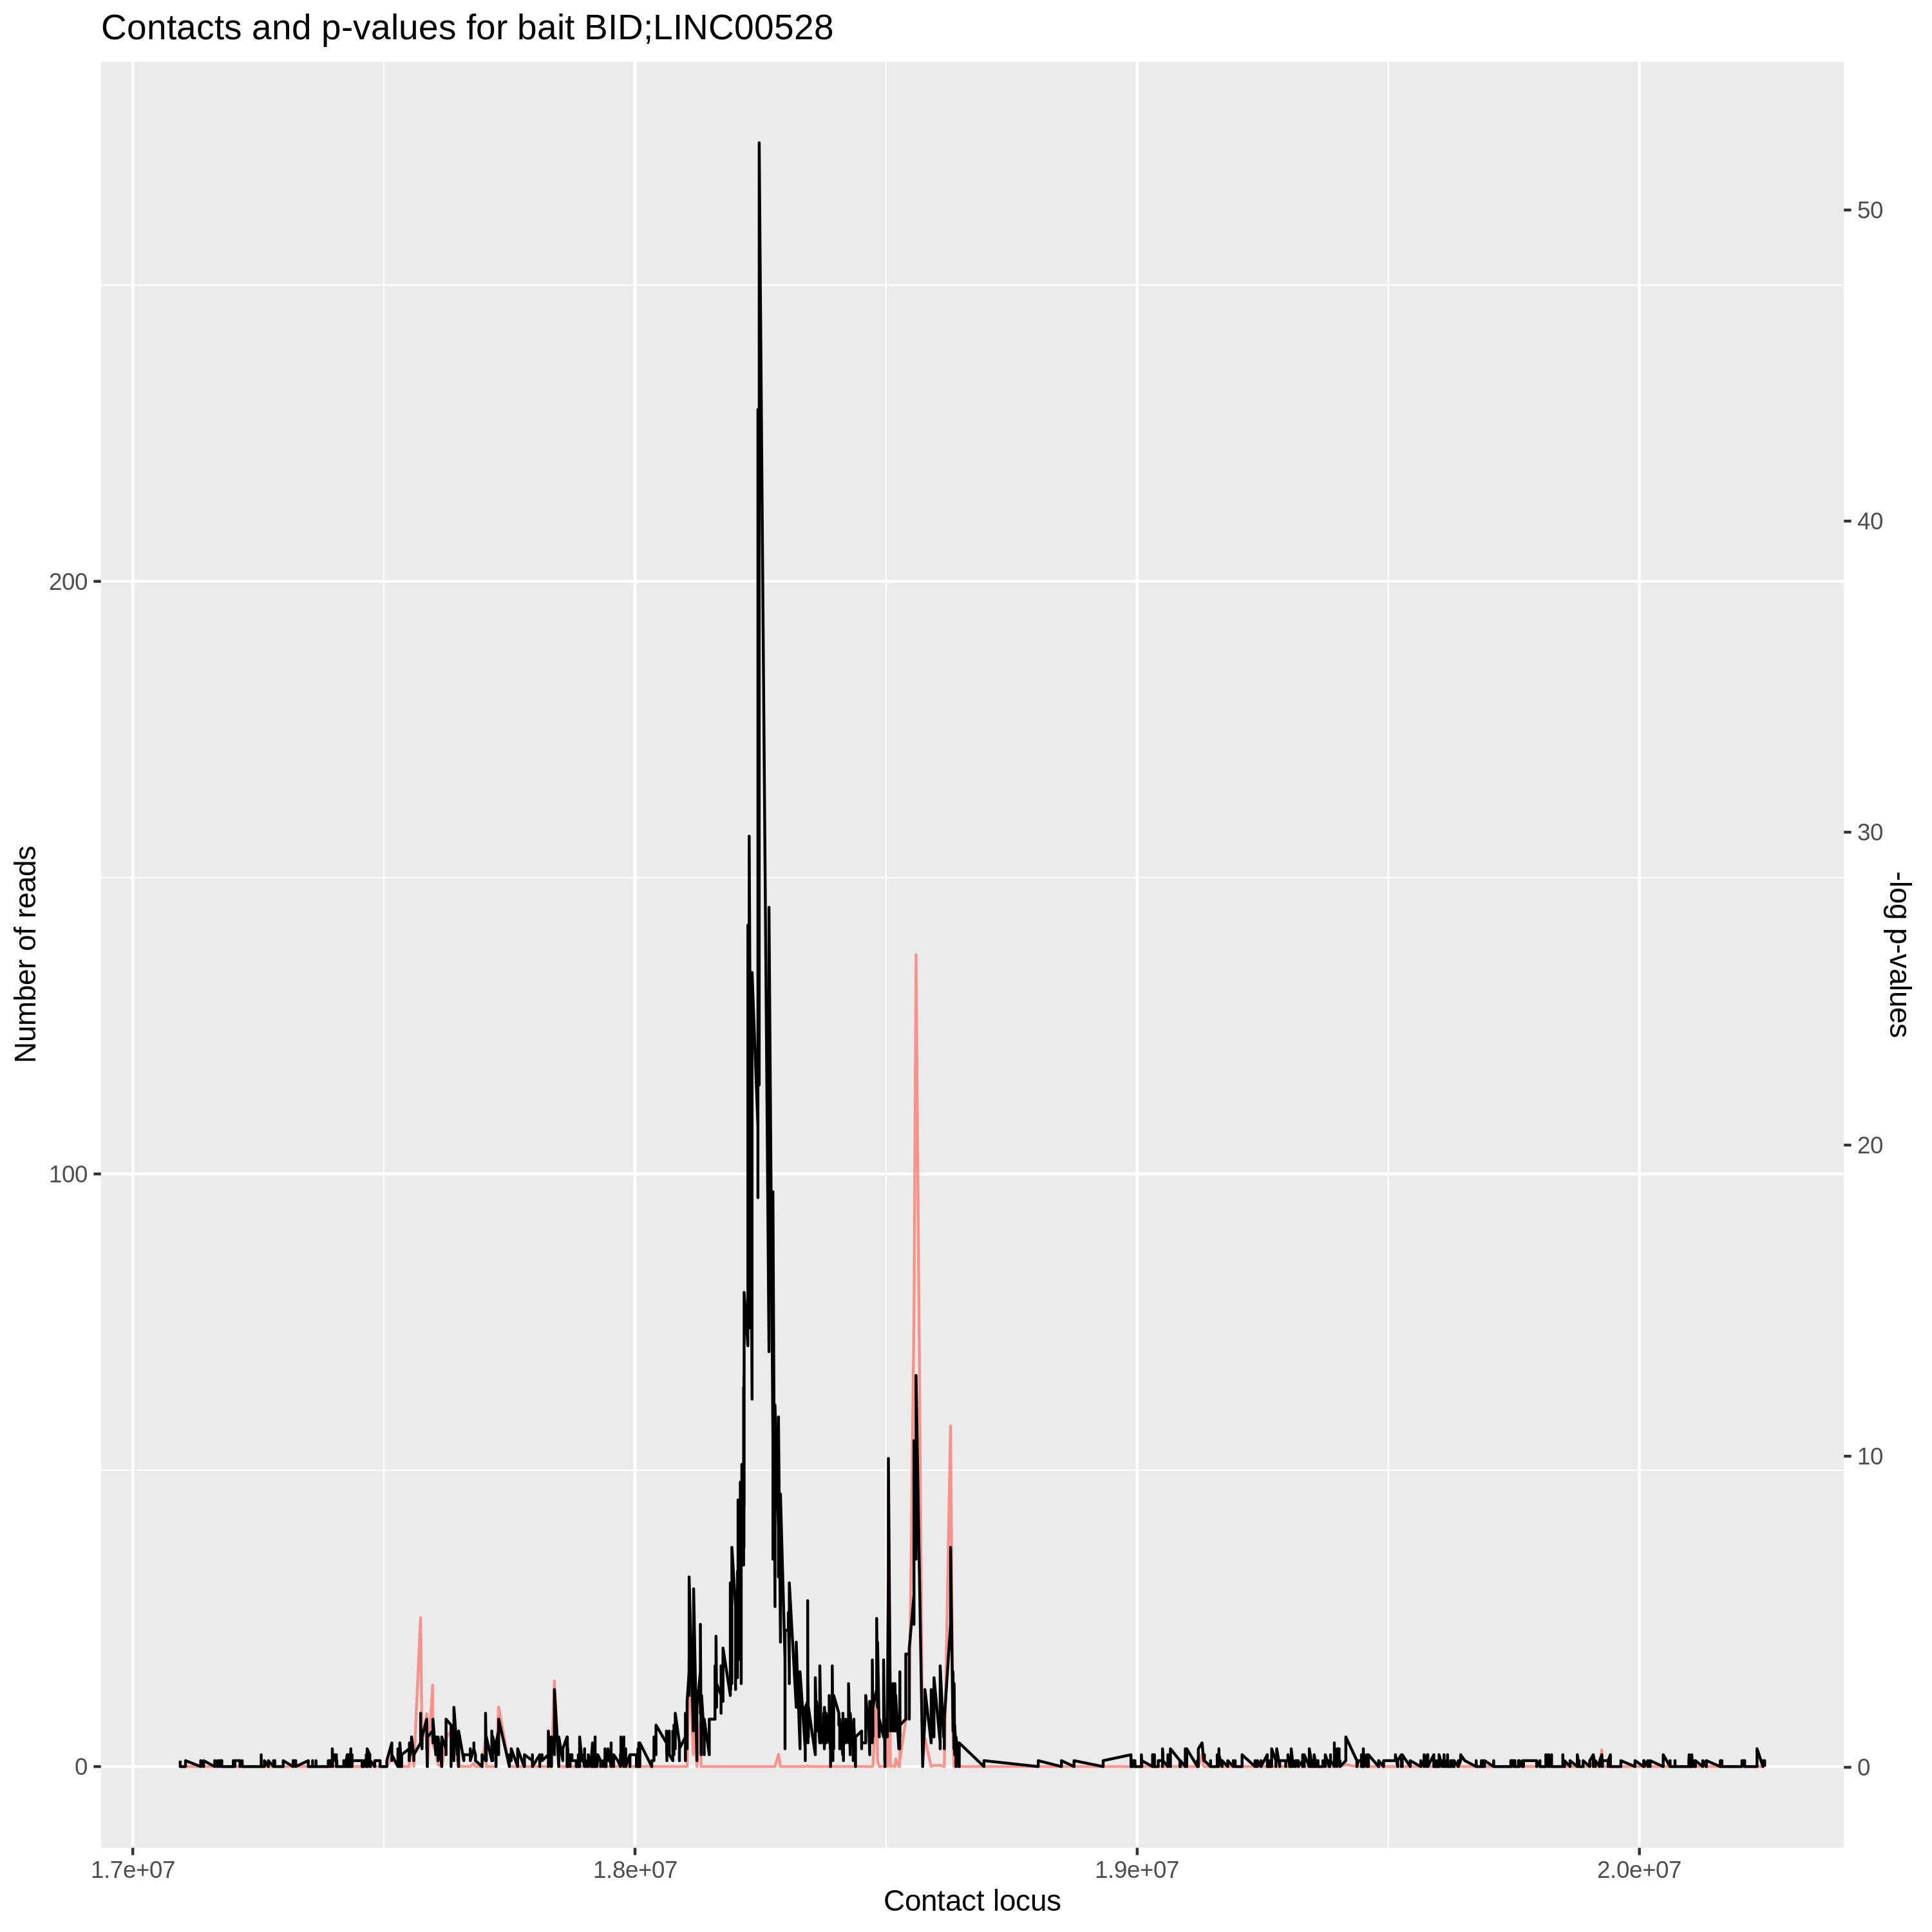 Contacts and p-values for bait BID;LINC00528
Number of reads
200
100
0
50
40
30
20
10
0
-log p-values
1.7e+07
1.8e+07
1.9e+07
2.0e+07
Contact locus